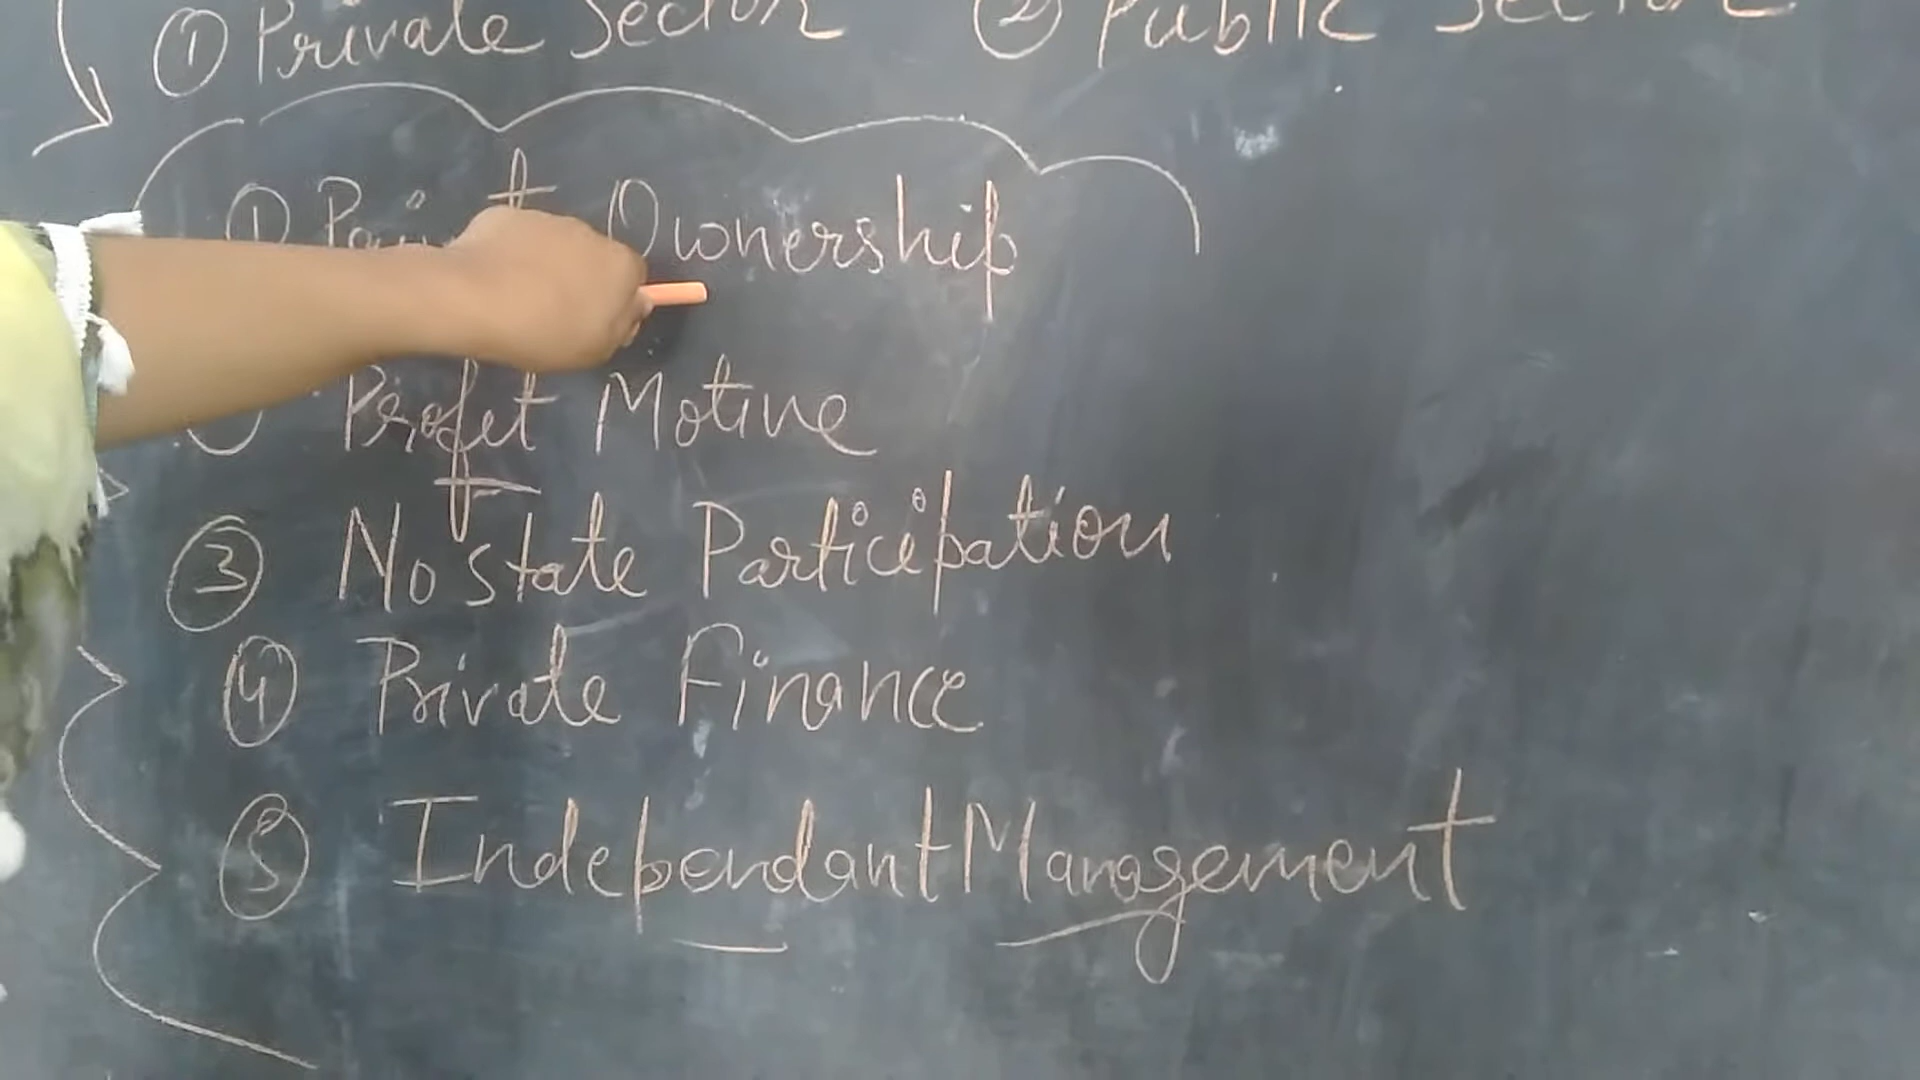 ① Private Sector ② Public Sector
① Ownership
Profit Motive
③ No state Participation
④ Private Finance
⑤ Independant Management